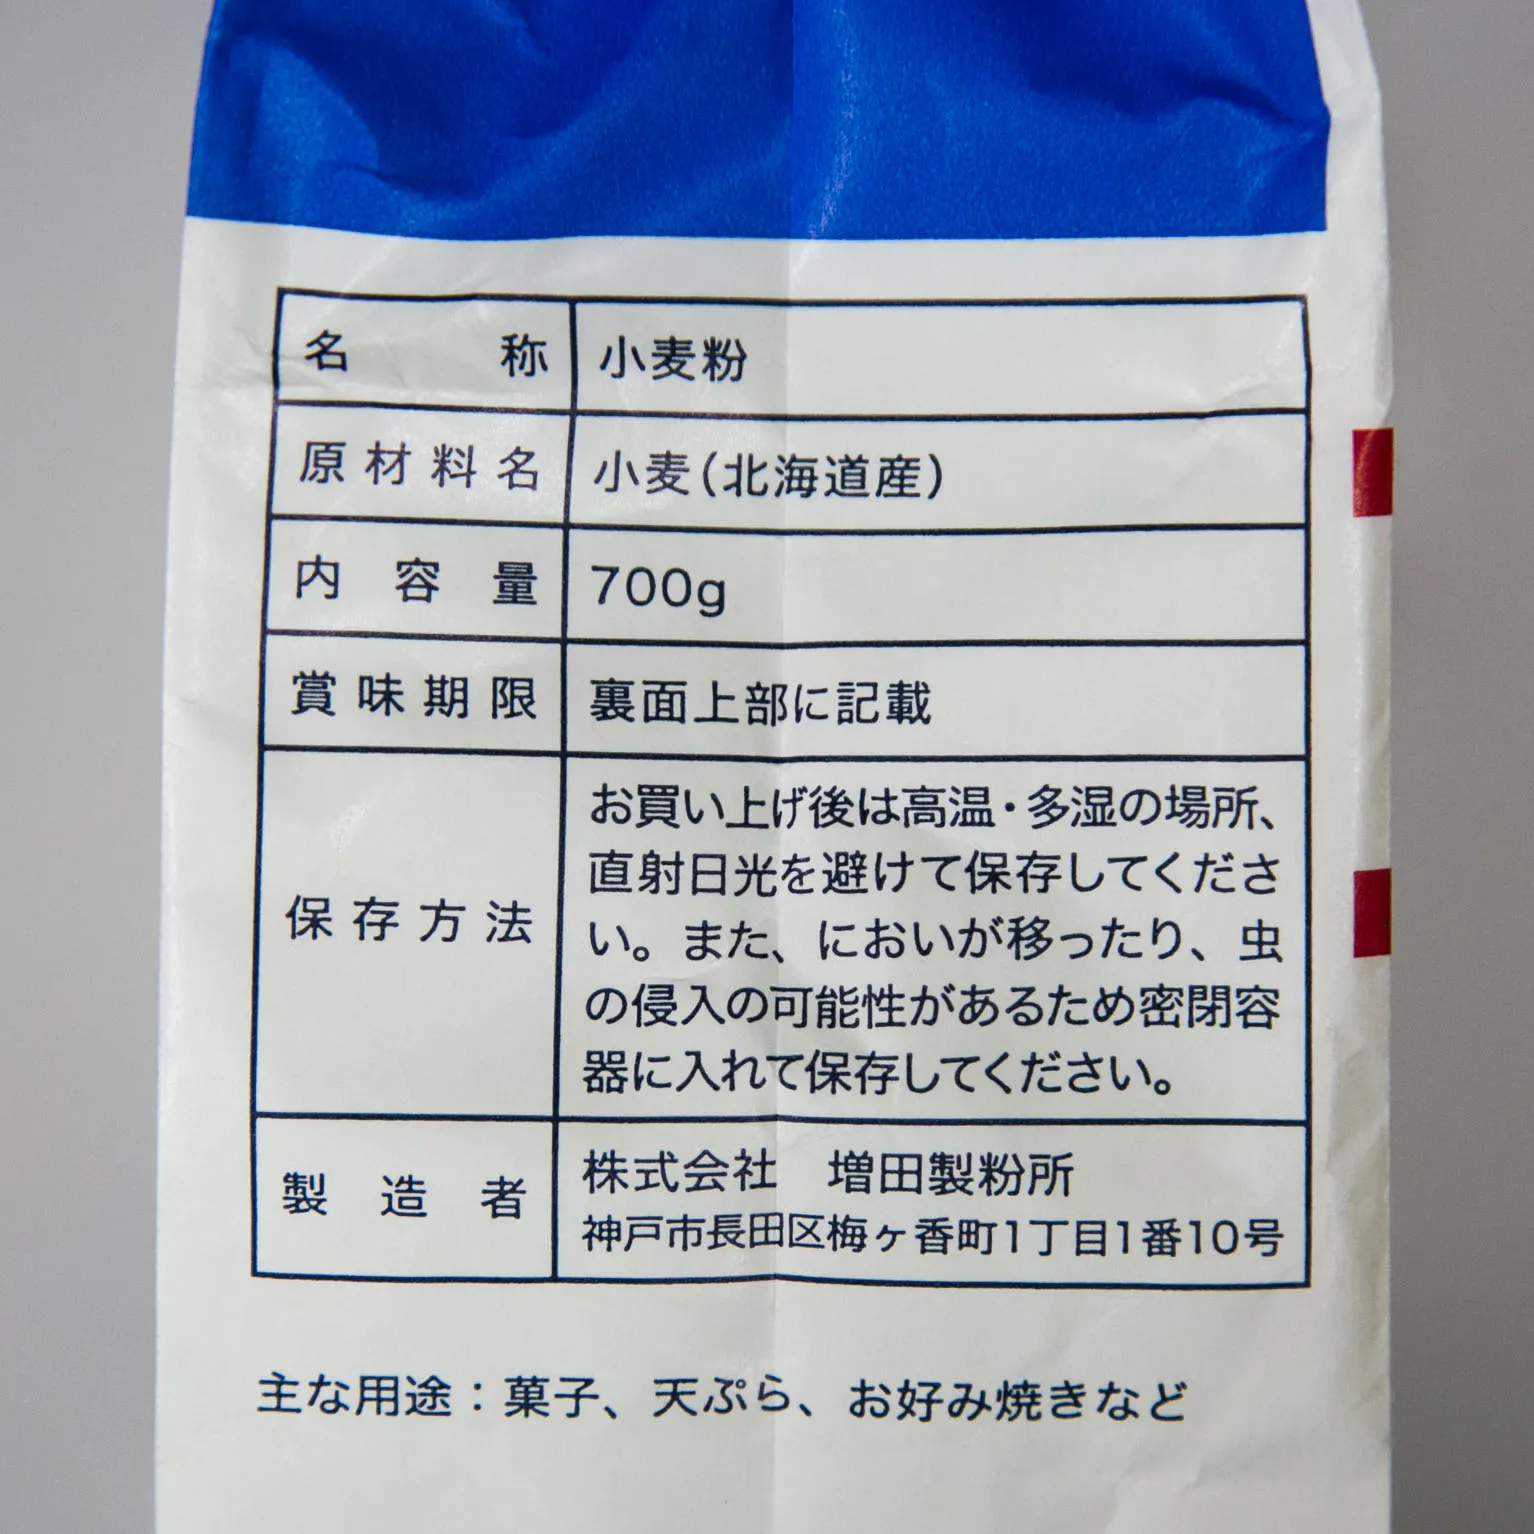 名称 小麦粉
原材料名 小麦(北海道産)
内容量 700g
賞味期限 裏面上部に記載
保存方法 お買い上げ後は高温・多湿の場所、
直射日光を避けて保存してくださ
い。また、においが移ったり、虫
の侵入の可能性があるため密閉容
器に入れて保存してください。
製造者 株式会社 増田製粉所
神戸市長田区梅ヶ香町1丁目1番10号
主な用途：菓子、天ぷら、お好み焼きなど